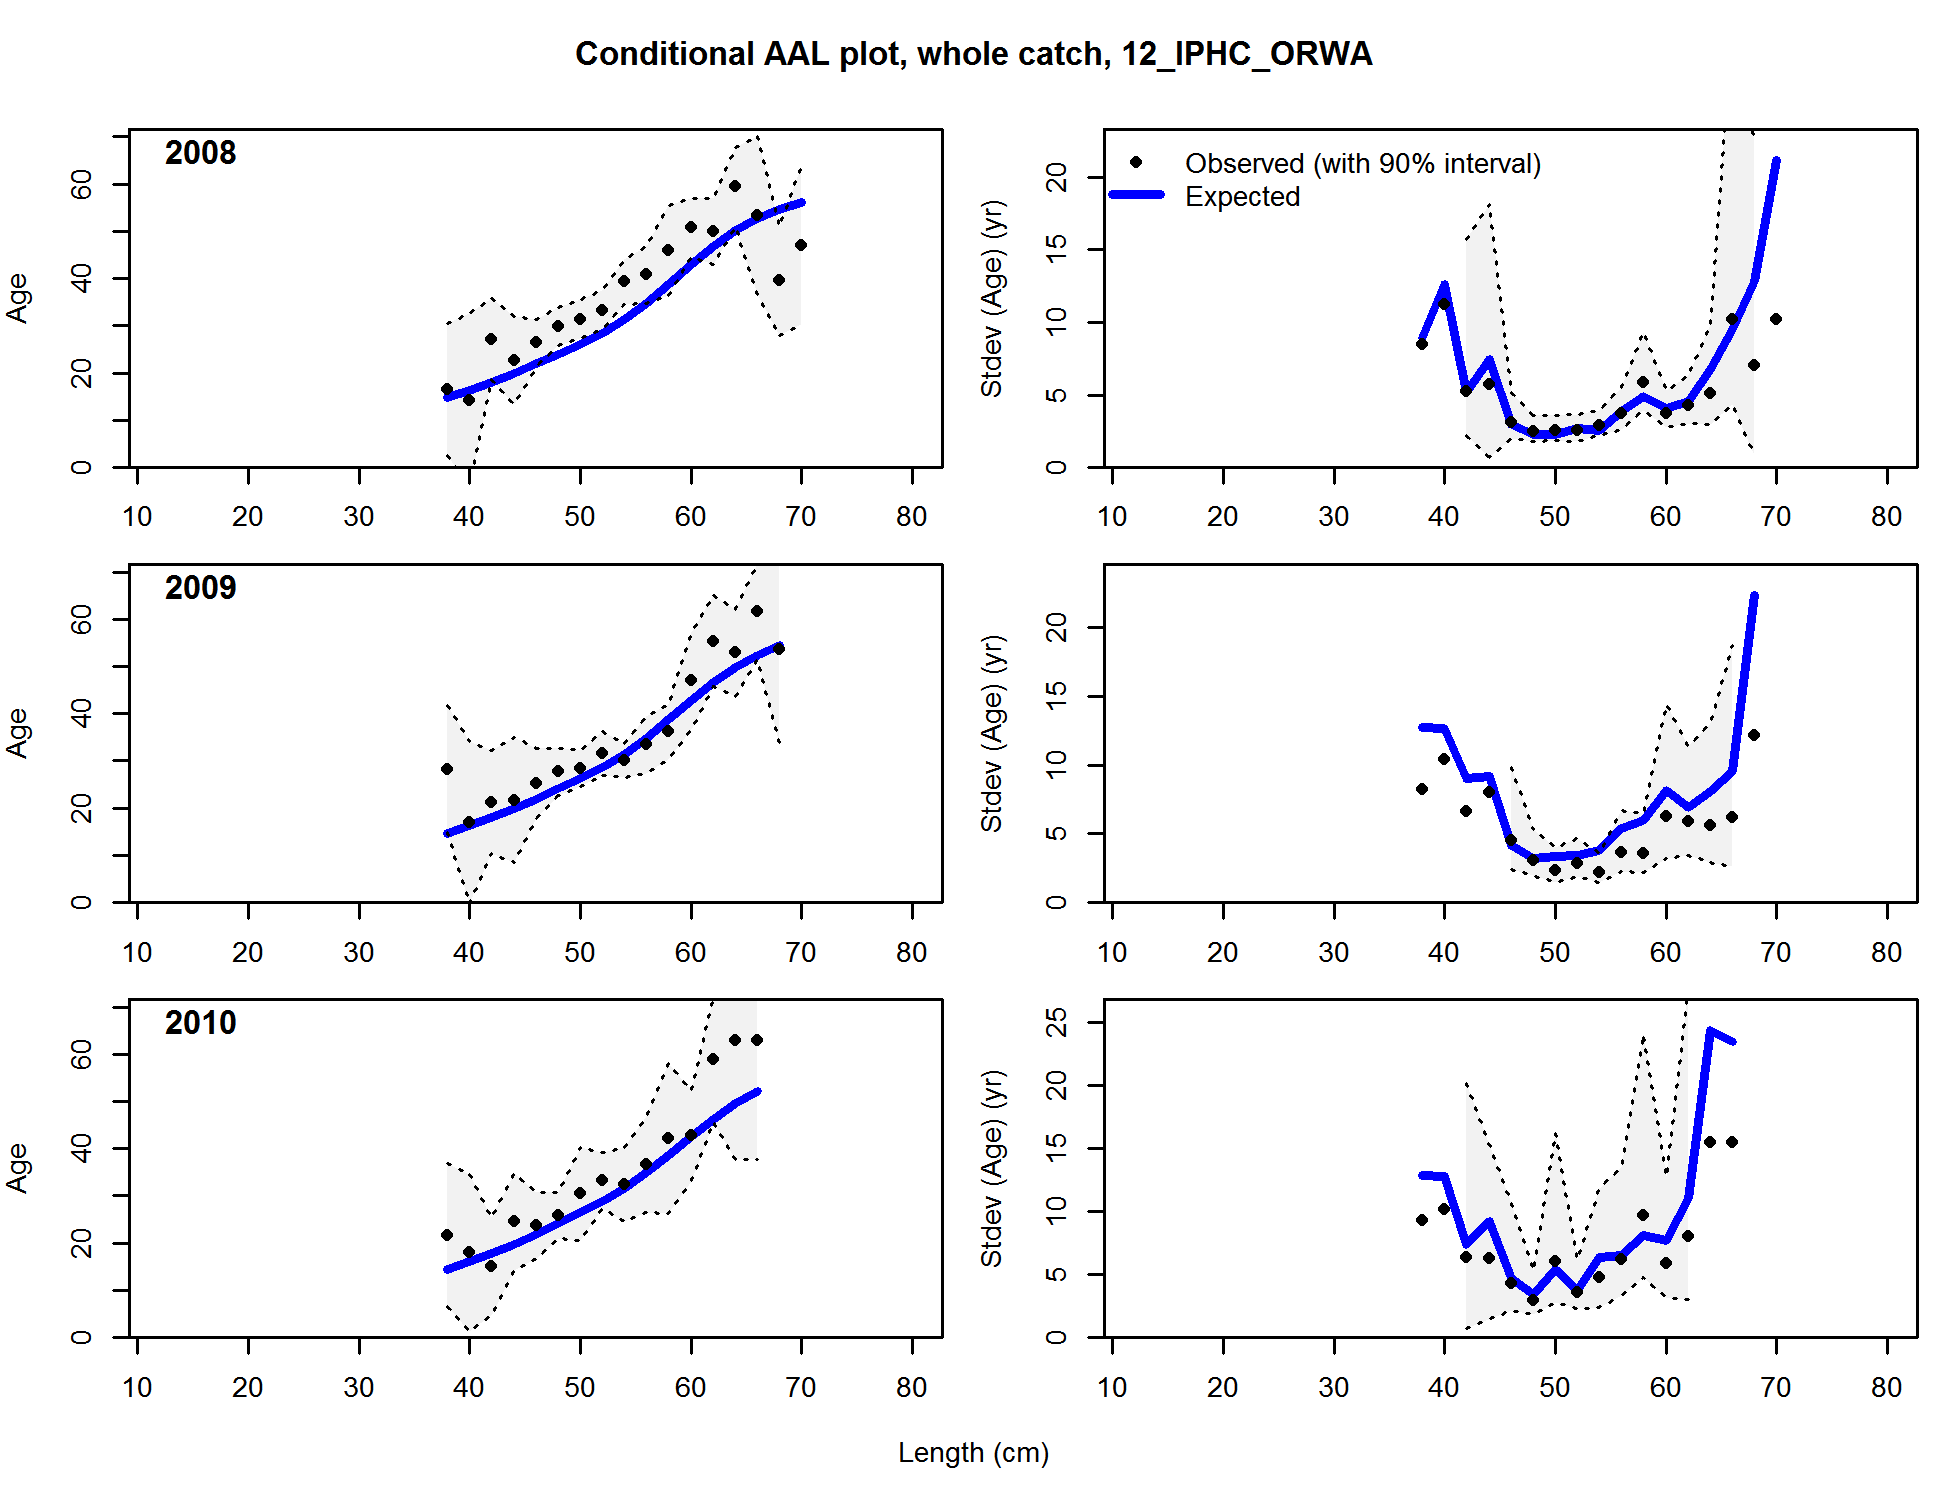 Conditional AAL plot, whole catch, 12_IPHC_ORWA
2008
Age
0 20 40 60
10 20 30 40 50 60 70 80
Observed (with 90% interval)
Expected
Stdev (Age) (yr)
0 5 10 15 20
10 20 30 40 50 60 70 80
2009
Age
0 20 40 60
10 20 30 40 50 60 70 80
Stdev (Age) (yr)
0 5 10 15 20
10 20 30 40 50 60 70 80
2010
Age
0 20 40 60
10 20 30 40 50 60 70 80
Stdev (Age) (yr)
0 5 10 15 20 25
10 20 30 40 50 60 70 80
Length (cm)